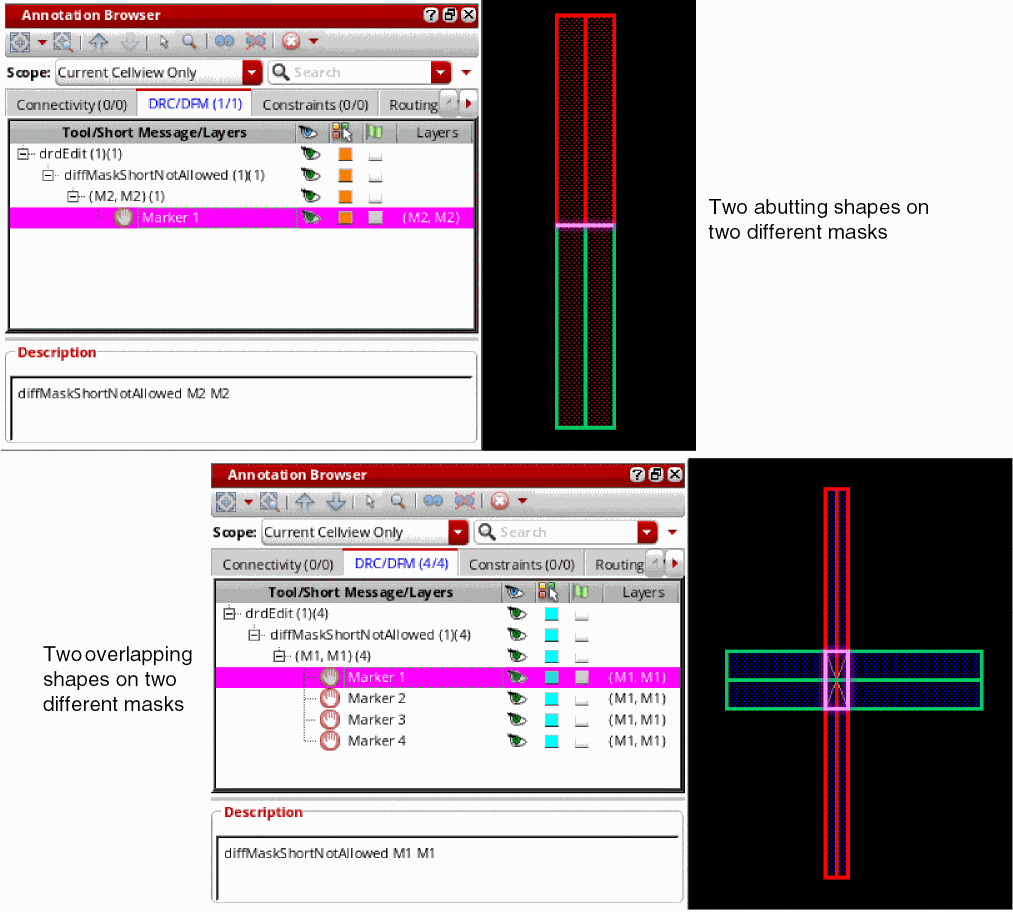 Annotation Browser
Scope: Current Cellview Only Search
Connectivity (0/0) DRC/DFM (1/1) Constraints (0/0) Routing
Tool/Short Message/Layers Layers
drdEdit (1)(1)
diffMaskShortNotAllowed (1)(1)
(M2, M2) (1)
Marker 1 (M2, M2)
Description
diffMaskShortNotAllowed M2 M2
Two abutting shapes on
two different masks
Annotation Browser
Scope: Current Cellview Only Search
Connectivity (0/0) DRC/DFM (4/4) Constraints (0/0) Routing
Tool/Short Message/Layers Layers
drdEdit (1)(4)
diffMaskShortNotAllowed (1)(4)
(M1, M1) (4)
Marker 1 (M1, M1)
Marker 2 (M1, M1)
Marker 3 (M1, M1)
Marker 4 (M1, M1)
Description
diffMaskShortNotAllowed M1 M1
Two overlapping
shapes on two
different masks